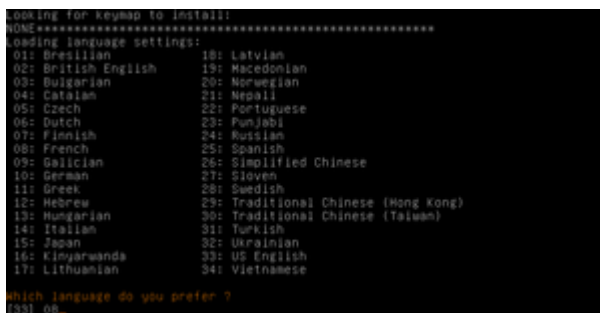 Looking for keymap to install:
NONE****************************************************
Loading language settings:
01: Bresilian 18: Latvian
02: British English 19: Macedonian
03: Bulgarian 20: Norwegian
04: Catalan 21: Nepali
05: Czech 22: Portuguese
06: Dutch 23: Punjabi
07: Finnish 24: Russian
08: French 25: Spanish
09: Galician 26: Simplified Chinese
10: German 27: Sloven
11: Greek 28: Swedish
12: Hebrew 29: Traditional Chinese (Hong Kong)
13: Hungarian 30: Traditional Chinese (Taiwan)
14: Italian 31: Turkish
15: Japan 32: Ukrainian
16: Kinyarwanda 33: US English
17: Lithuanian 34: Vietnamese
Which language do you prefer ?
[33] 08_